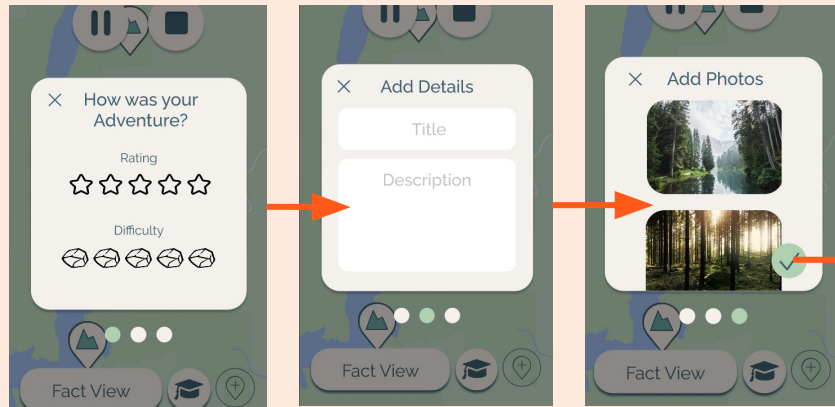 How was your
Adventure?
Rating
Difficulty
Fact View
Add Details
Title
Description
Fact View
Add Photos
Fact View